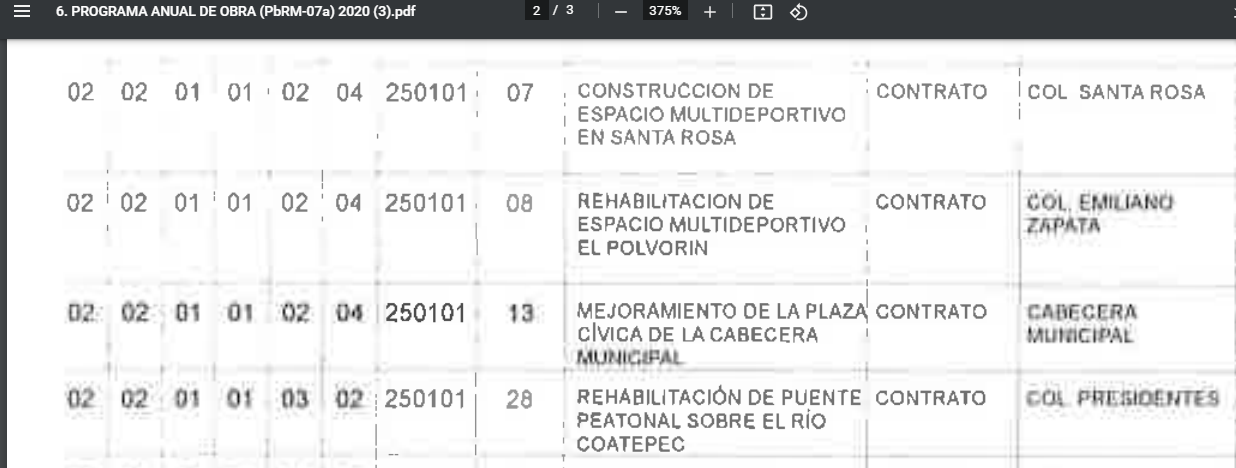 6. PROGRAMA ANUAL DE OBRA (PbRM-07a) 2020 (3).pdf 2 / 3 — 375% +
02 02 01 01 02 04 250101 07 CONSTRUCCION DE CONTRATO COL SANTA ROSA
ESPACIO MULTIDEPORTIVO
EN SANTA ROSA
02 02 01 01 02 04 250101 08 REHABILITACION DE CONTRATO COL. EMILIANO
ESPACIO MULTIDEPORTIVO ZAPATA
EL POLVORIN
02 02 01 01 02 04 250101 13 MEJORAMIENTO DE LA PLAZA CONTRATO CABECERA
CÍVICA DE LA CABECERA MUNICIPAL
MUNICIPAL
02 02 01 01 03 02 250101 28 REHABILITACIÓN DE PUENTE CONTRATO COL. PRESIDENTES
PEATONAL SOBRE EL RÍO
COATEPEC